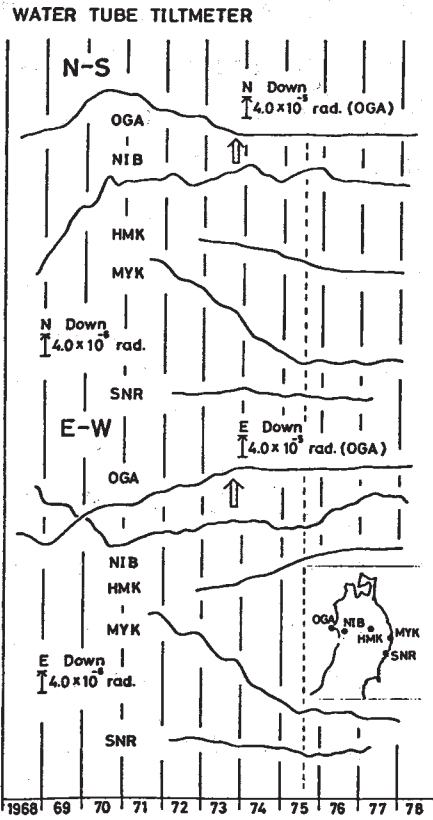 WATER TUBE TILTMETER
N-S
N Down
4.0×10⁻⁵ rad. (OGA)
OGA
NIB
HMK
MYK
N Down
4.0×10⁻⁶ rad.
SNR
E-W
E Down
4.0×10⁻⁵ rad. (OGA)
OGA
NIB
HMK
OGA NIB HMK MYK
SNR
MYK
E Down
4.0×10⁻⁶ rad.
SNR
1968 69 70 71 72 73 74 75 76 77 78